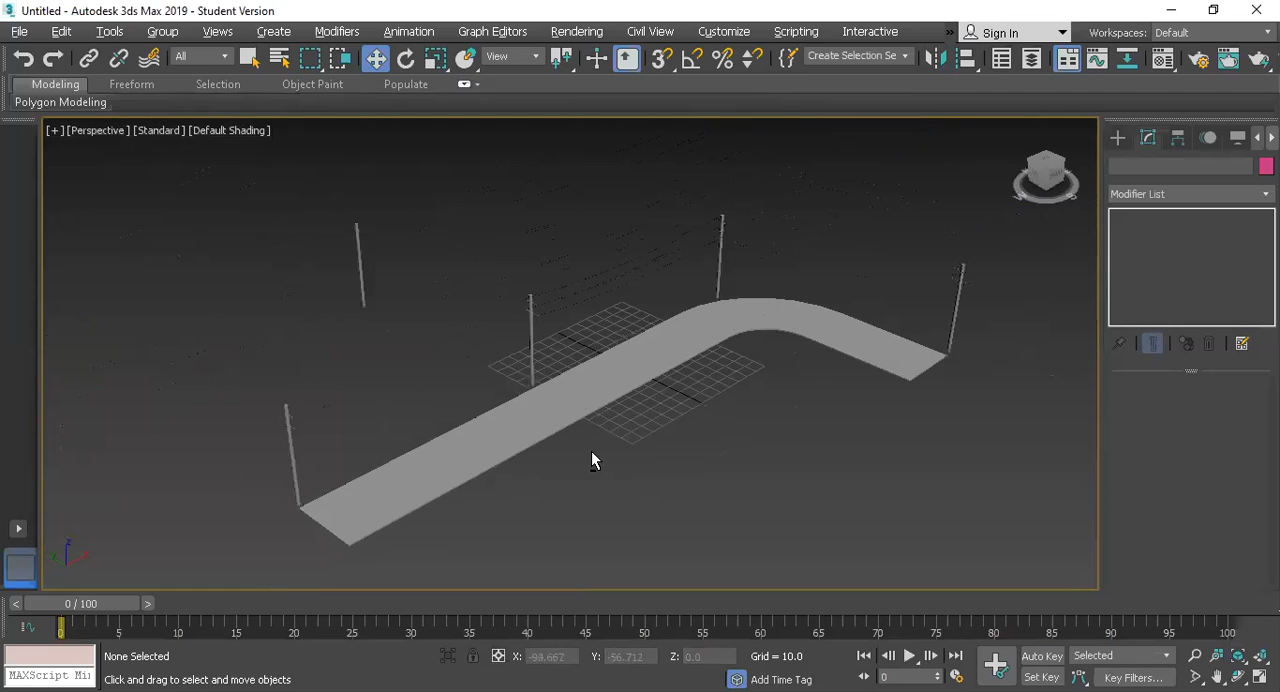 Untitled - Autodesk 3ds Max 2019 - Student Version
File Edit Tools Group Views Create Modifiers Animation Graph Editors Rendering Civil View Customize Scripting Interactive » Sign In Workspaces: Default
All View Create Selection Se
Modeling Freeform Selection Object Paint Populate
Polygon Modeling
[+] [Perspective] [Standard] [Default Shading]
Modifier List
< 0 / 100 >
0 5 10 15 20 25 30 35 40 45 50 55 60 65 70 75 80 85 90 95 100
None Selected X: -93.667 Y: -56.712 Z: 0.0 Grid = 10.0 Auto Key Selected
MAXScript Mi Click and drag to select and move objects Add Time Tag 0 Set Key Key Filters...